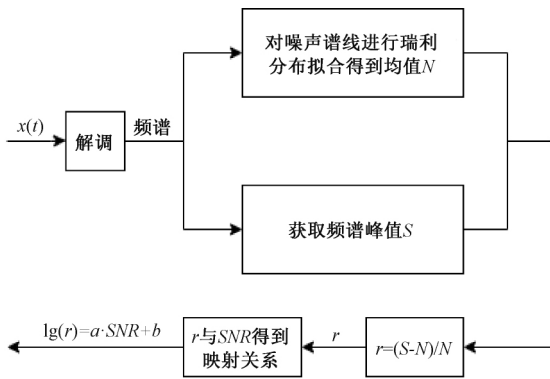 对噪声谱线进行瑞利
分布拟合得到均值N
x(t)
解调
频谱
获取频谱峰值S
lg(r)=a·SNR+b
r与SNR得到
映射关系
r
r=(S-N)/N